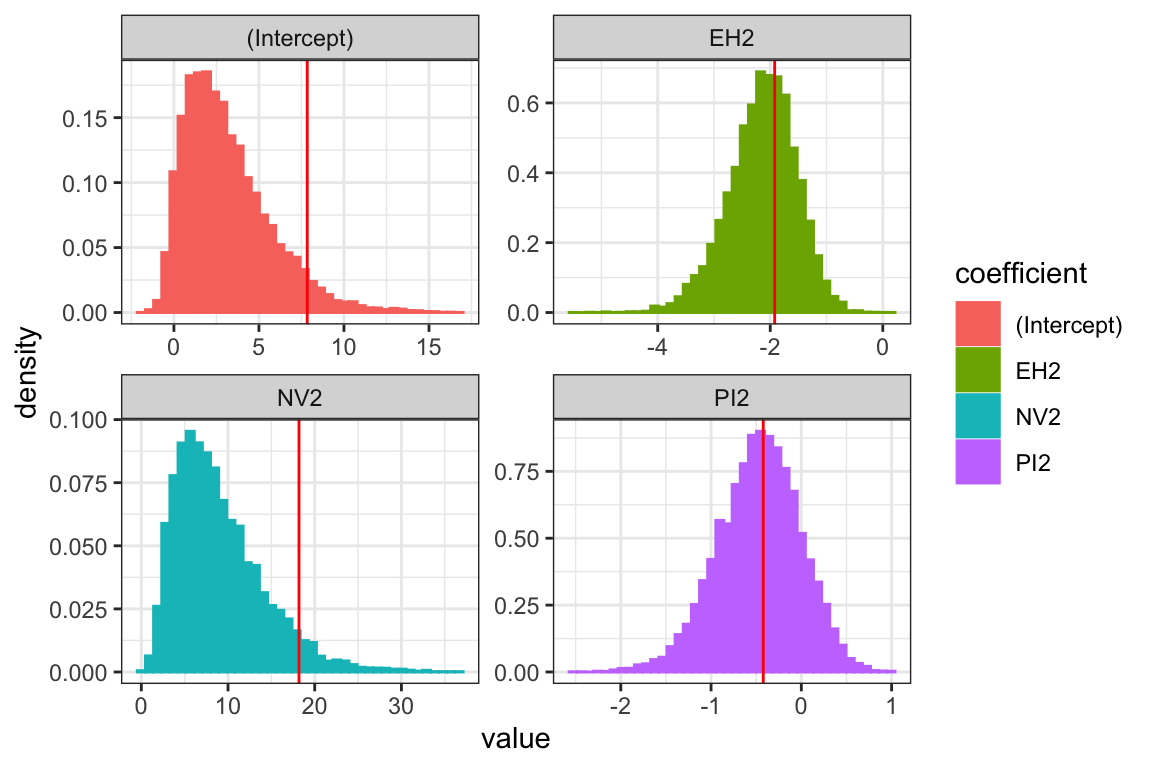 (Intercept)
EH2
0.15
0.10
0.05
0.00
0 5 10 15
0.6
0.4
0.2
0.0
-4 -2 0
NV2
PI2
0.100
0.075
0.050
0.025
0.000
0 10 20 30
0.75
0.50
0.25
0.00
-2 -1 0 1
density
value
coefficient
(Intercept)
EH2
NV2
PI2